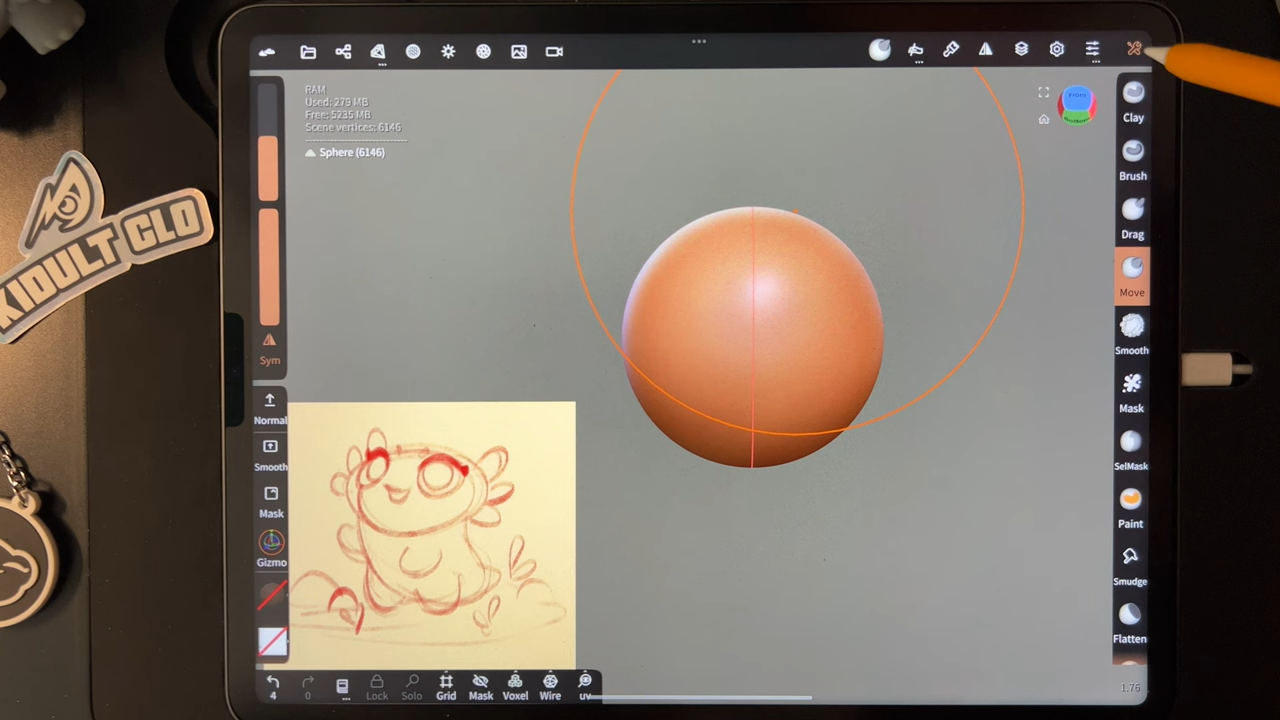 RAM
Used: 279 MB
Free: 5235 MB
Scene vertices: 6146
Sphere (6146)
Front
Clay
Brush
Drag
Move
Smooth
Mask
SelMask
Paint
Smudge
Flatten
1.76
Sym
Normal
Smooth
Mask
Gizmo
4
0
Lock
Solo
Grid
Mask
Voxel
Wire
uv
KIDULT CLO